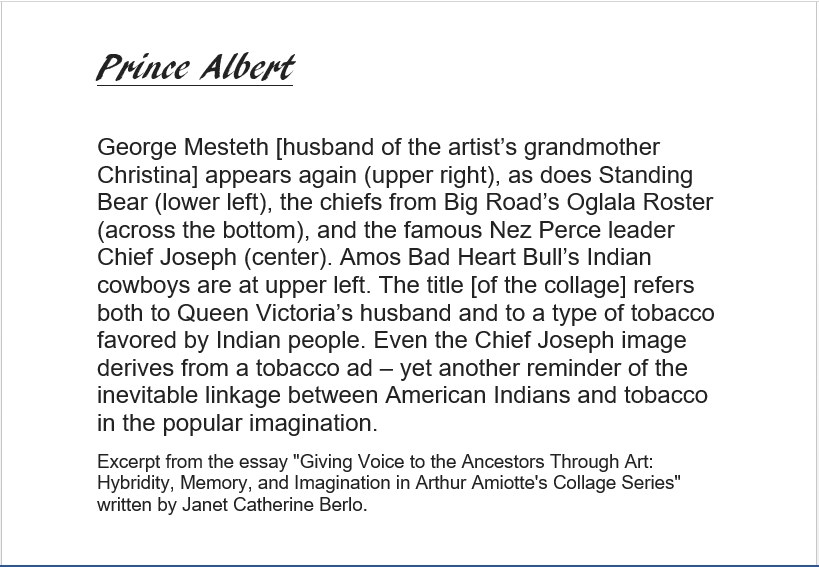 Prince Albert
George Mesteth [husband of the artist’s grandmother
Christina] appears again (upper right), as does Standing
Bear (lower left), the chiefs from Big Road’s Oglala Roster
(across the bottom), and the famous Nez Perce leader
Chief Joseph (center). Amos Bad Heart Bull’s Indian
cowboys are at upper left. The title [of the collage] refers
both to Queen Victoria’s husband and to a type of tobacco
favored by Indian people. Even the Chief Joseph image
derives from a tobacco ad – yet another reminder of the
inevitable linkage between American Indians and tobacco
in the popular imagination.
Excerpt from the essay "Giving Voice to the Ancestors Through Art:
Hybridity, Memory, and Imagination in Arthur Amiotte's Collage Series"
written by Janet Catherine Berlo.